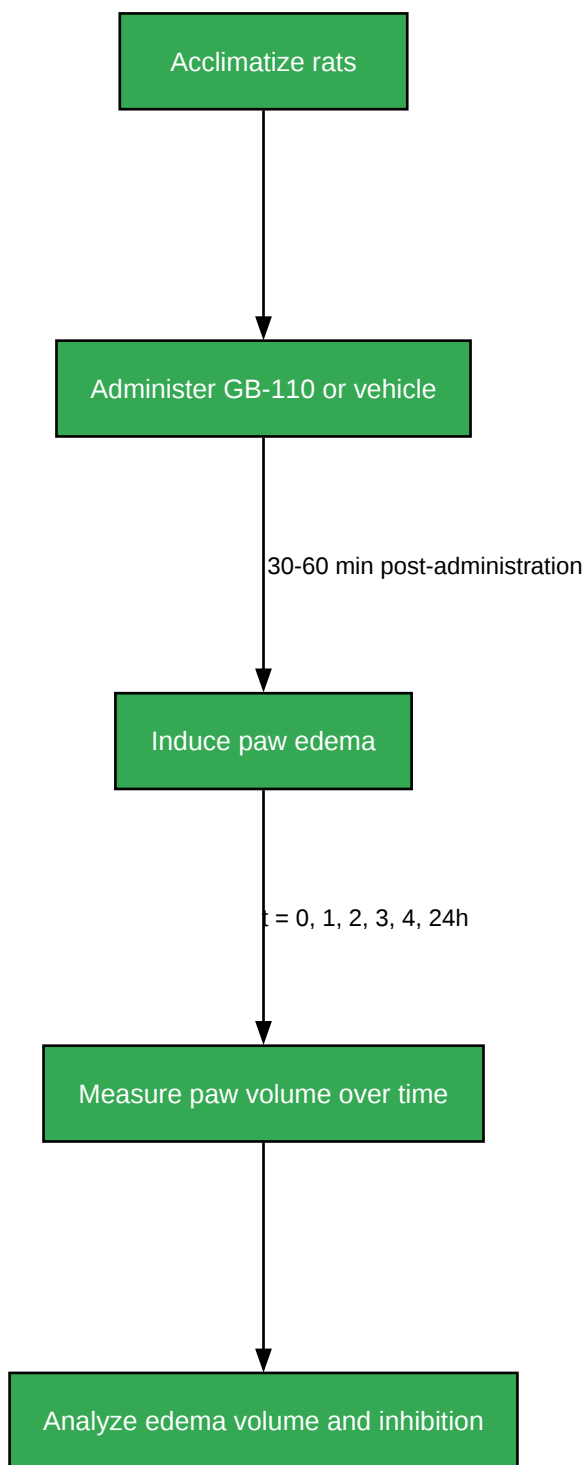 Acclimatize rats
Administer GB-110 or vehicle
30-60 min post-administration
Induce paw edema
t = 0, 1, 2, 3, 4, 24h
Measure paw volume over time
Analyze edema volume and inhibition